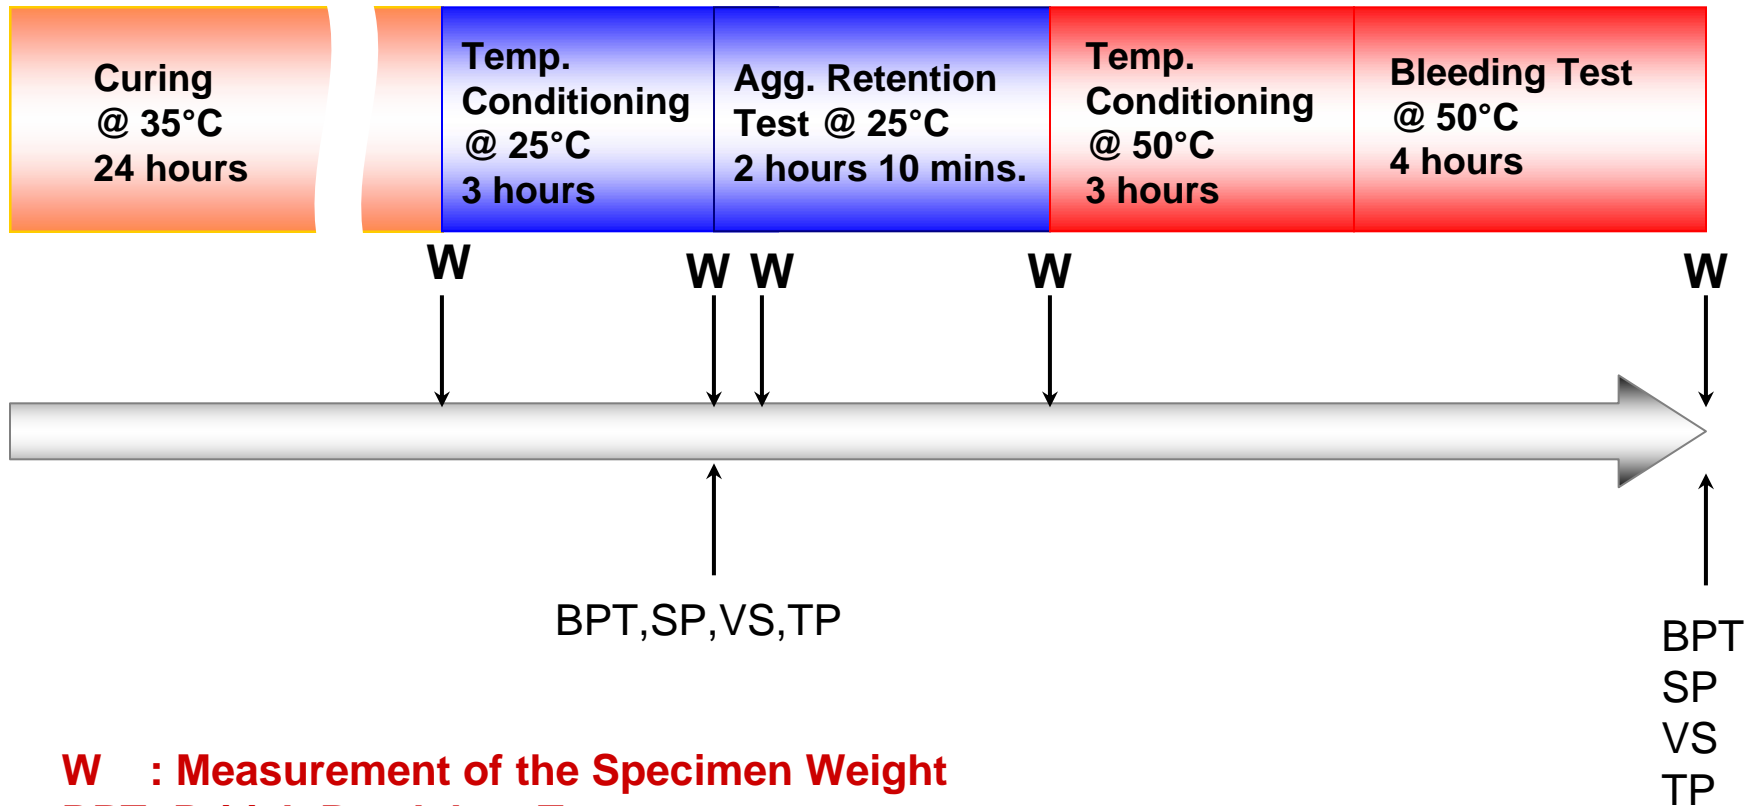 Curing
@ 35°C
24 hours
Temp.
Conditioning
@ 25°C
3 hours
Agg. Retention
Test @ 25°C
2 hours 10 mins.
Temp.
Conditioning
@ 50°C
3 hours
Bleeding Test
@ 50°C
4 hours
W
W W
W
W
BPT,SP,VS,TP
BPT
SP
VS
TP
W : Measurement of the Specimen Weight